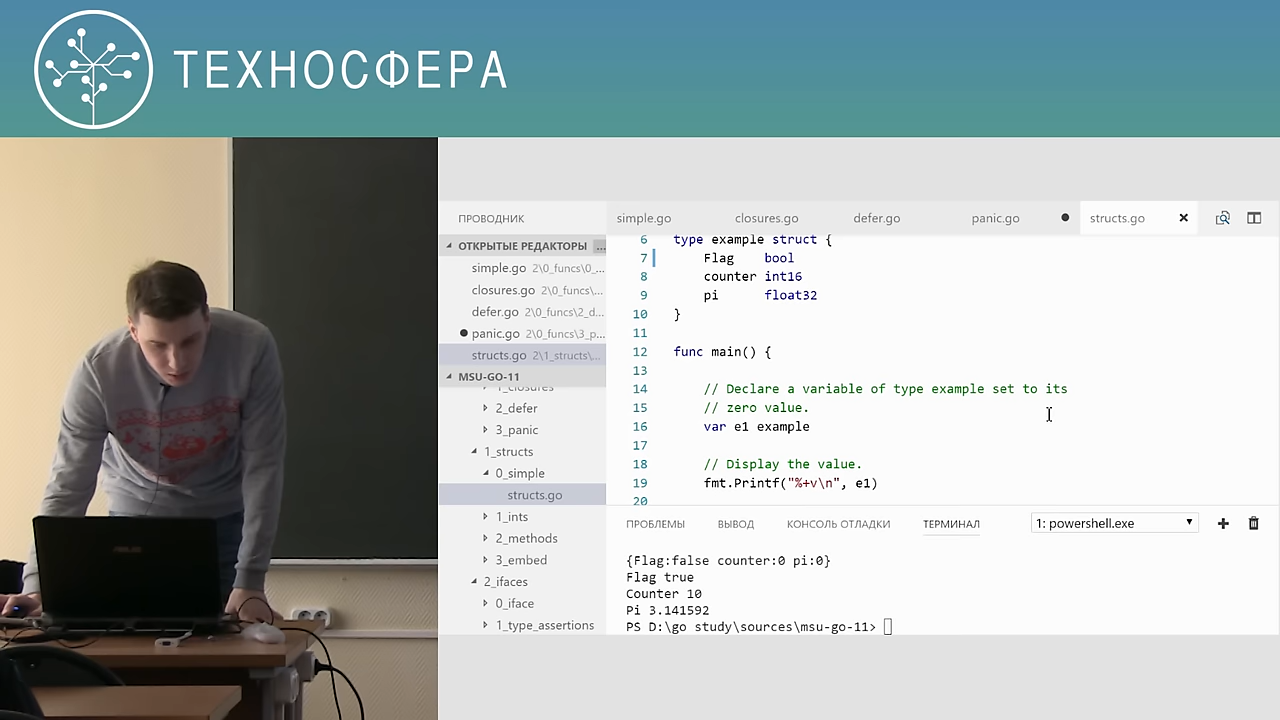 ТЕХНОСФЕРА
ПРОВОДНИК
simple.go
closures.go
defer.go
panic.go
structs.go
ОТКРЫТЫЕ РЕДАКТОРЫ ...
simple.go 2\0_funcs\0_...
closures.go 2\0_funcs\...
defer.go 2\0_funcs\2_d...
panic.go 2\0_funcs\3_p...
structs.go 2\1_structs\...
MSU-GO-11
1_closures
2_defer
3_panic
1_structs
0_simple
structs.go
1_ints
2_methods
3_embed
2_ifaces
0_iface
1_type_assertions
6 type example struct {
7 Flag bool
8 counter int16
9 pi float32
10 }
11
12 func main() {
13
14 // Declare a variable of type example set to its
15 // zero value.
16 var e1 example
17
18 // Display the value.
19 fmt.Printf("%+v\n", e1)
20
ПРОБЛЕМЫ ВЫВОД КОНСОЛЬ ОТЛАДКИ ТЕРМИНАЛ 1: powershell.exe
{Flag:false counter:0 pi:0}
Flag true
Counter 10
Pi 3.141592
PS D:\go study\sources\msu-go-11>